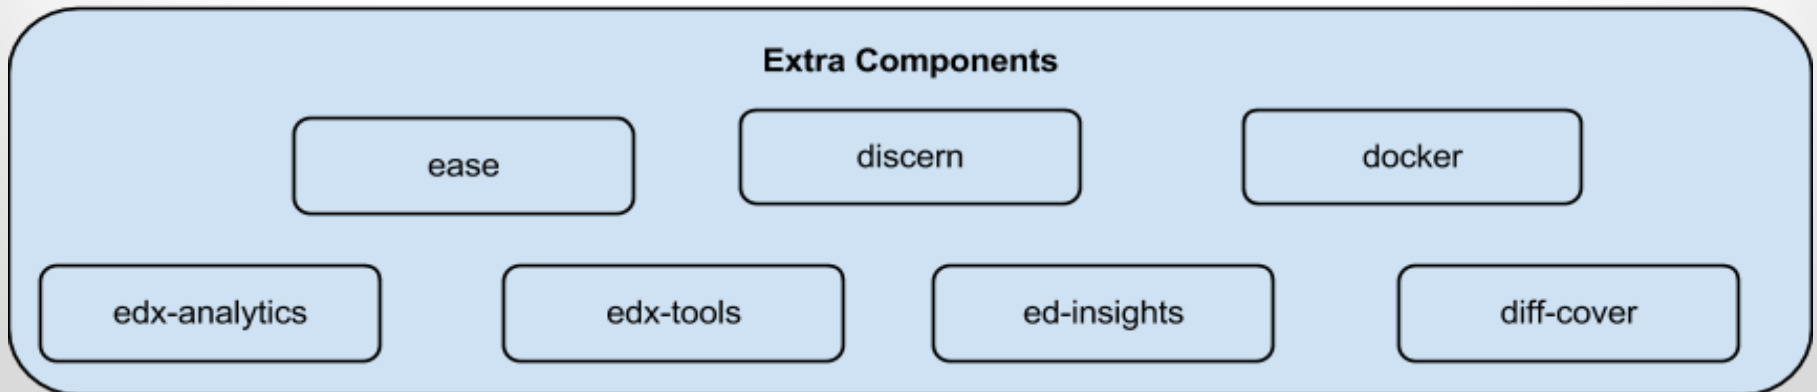 Extra Components
ease
discern
docker
edx-analytics
edx-tools
ed-insights
diff-cover